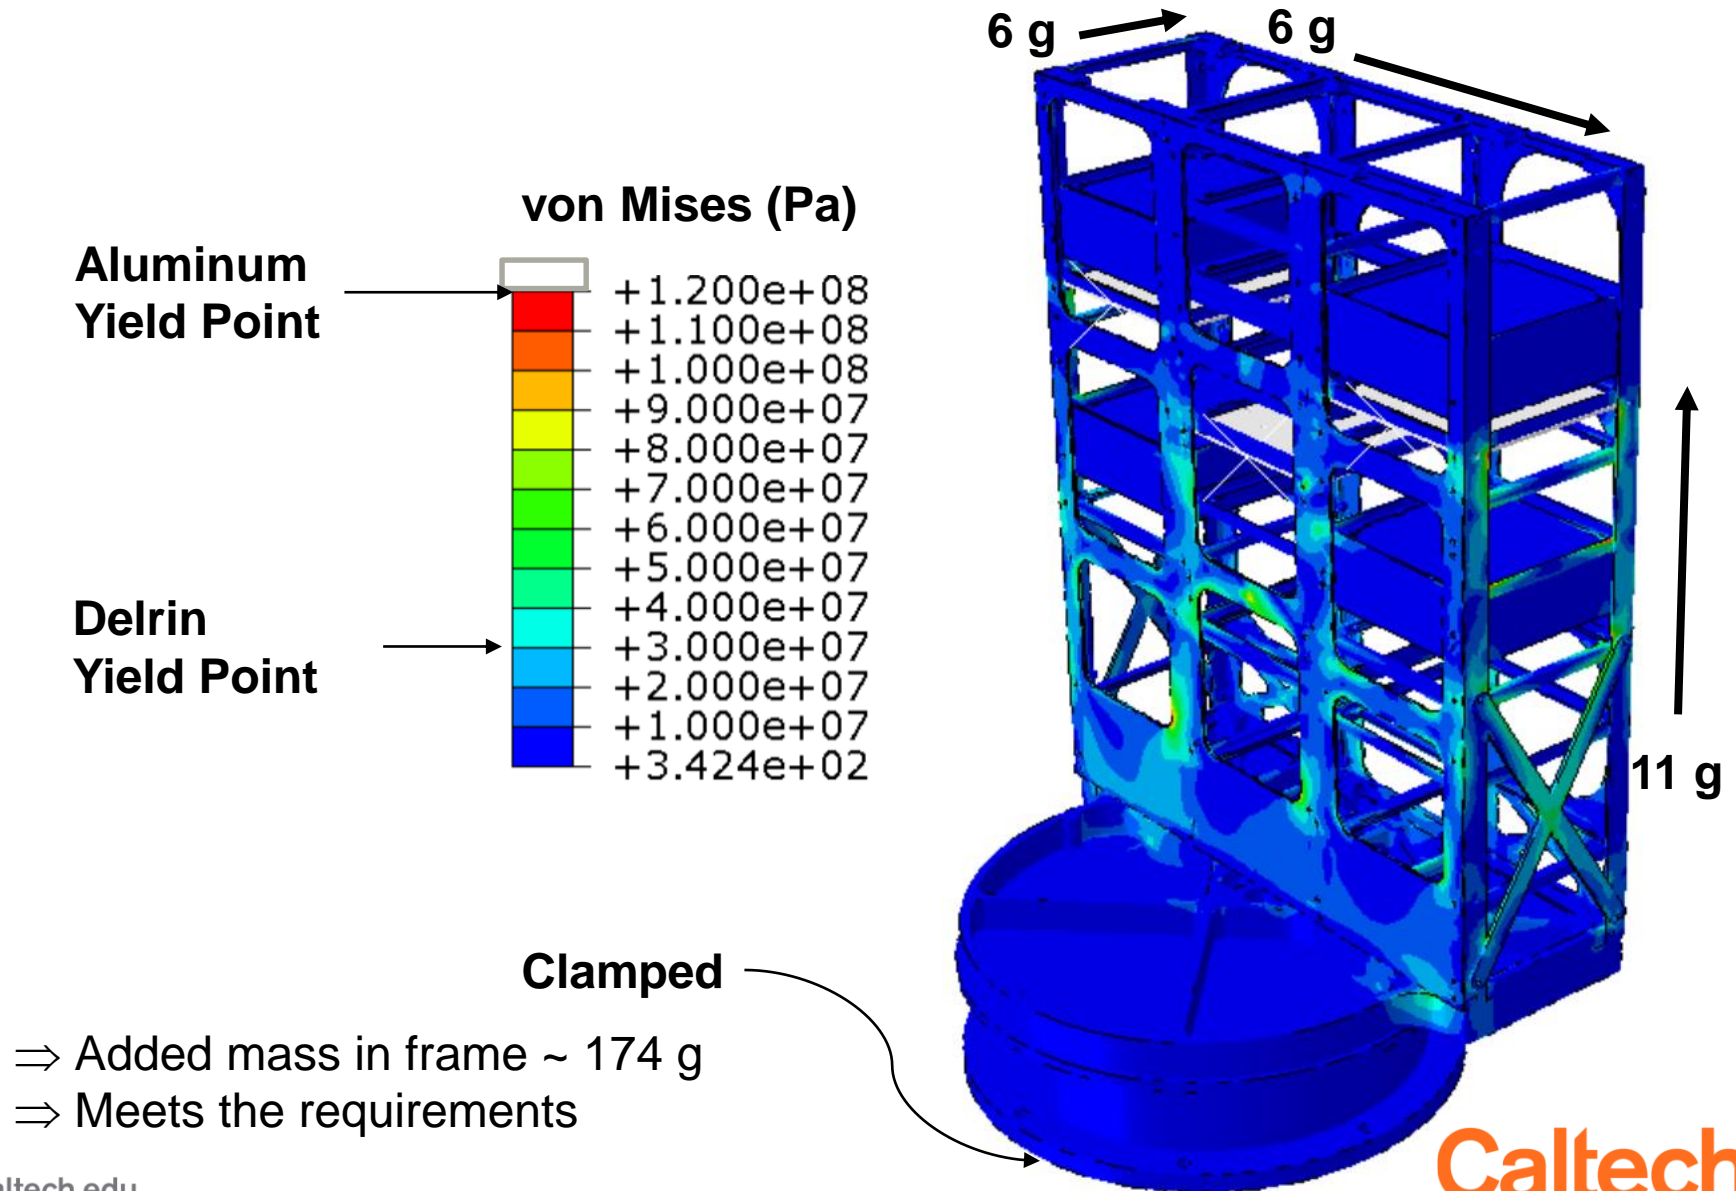 6 g
6 g
von Mises (Pa)
Aluminum
Yield Point
+1.200e+08
+1.100e+08
+1.000e+08
+9.000e+07
+8.000e+07
+7.000e+07
+6.000e+07
+5.000e+07
+4.000e+07
+3.000e+07
+2.000e+07
+1.000e+07
+3.424e+02
Delrin
Yield Point
11 g
Clamped
⇒ Added mass in frame ~ 174 g
⇒ Meets the requirements
Caltech
altech.edu